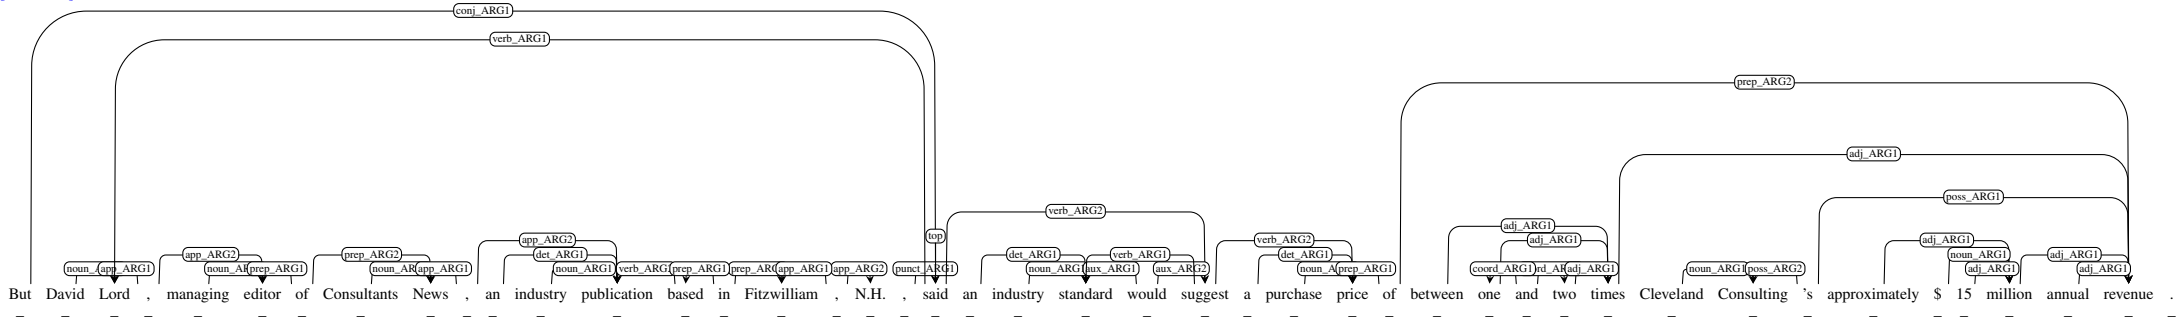 conj_ARG1
verb_ARG1
prep_ARG2
adj_ARG1
poss_ARG1
verb_ARG2 adj_ARG1
top
app_ARG2 verb_ARG2 adj_ARG1 adj_ARG1
app_ARG2 prep_ARG2 det_ARG1 det_ARG1 verb_ARG1 det_ARG1 noun_ARG1 adj_ARG1
app_ARG1 prep_ARG1 app_ARG1 noun_ARG1 prep_ARG1 app_ARG1 app_ARG2 punct_ARG1 aux_ARG1 aux_ARG2 prep_ARG1 coord_ARG1 adj_ARG1 noun_ARG1 poss_ARG2 adj_ARG1 adj_ARG1
But David Lord , managing editor of Consultants News , an industry publication based in Fitzwilliam , N.H. , said an industry standard would suggest a purchase price of between one and two times Cleveland Consulting 's approximately $ 15 million annual revenue .